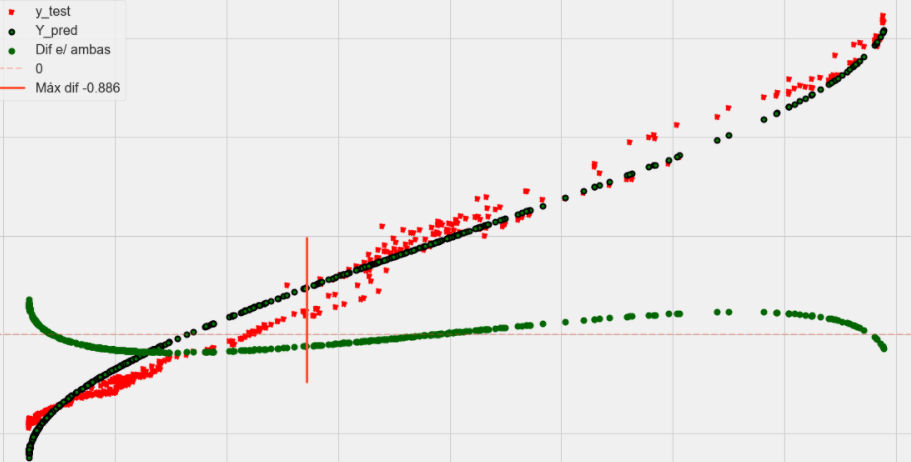 y_test
Y_pred
Dif e/ ambas
0
Máx dif -0.886